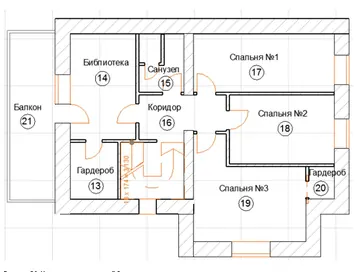 Спальня №1
17
Библиотека
14
Санузел
15
Балкон
21
Коридор
16
Спальня №2
18
Гардероб
13
Спальня №3
19
Гардероб
20